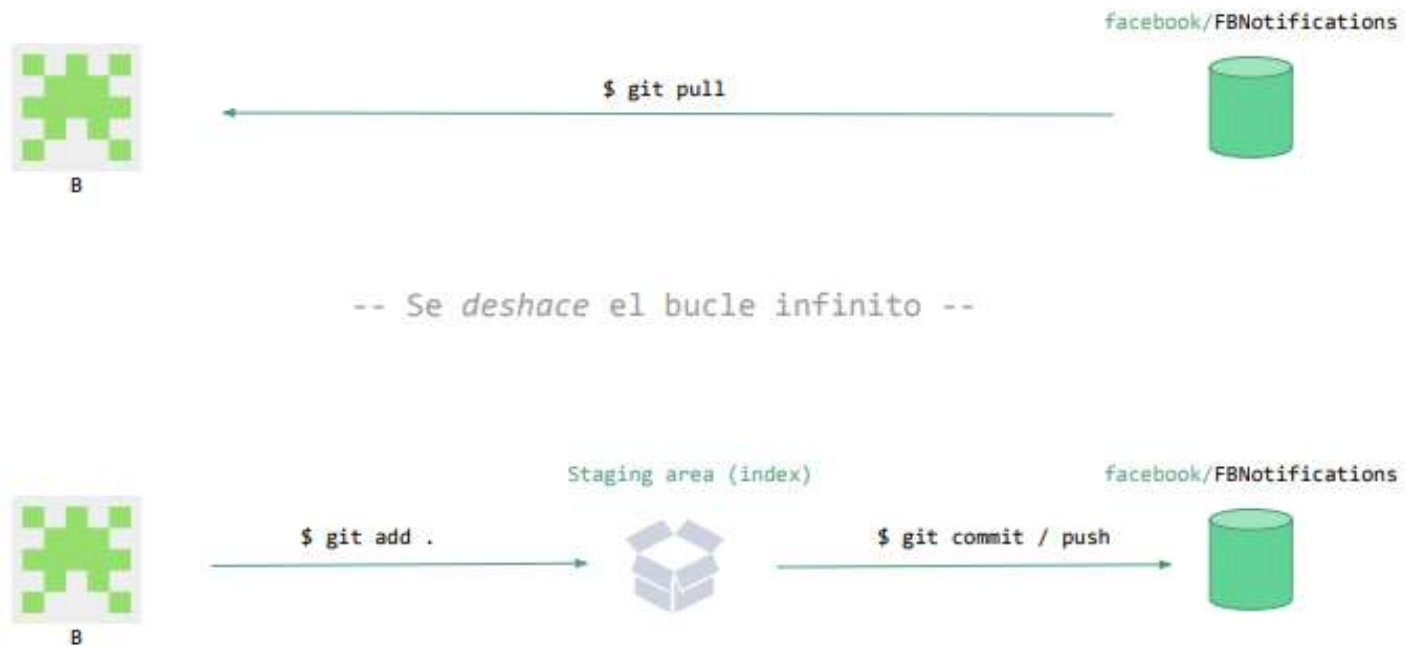 facebook/FBNotifications
$ git pull
B
-- Se deshace el bucle infinito --
Staging area (index)
facebook/FBNotifications
$ git add .
$ git commit / push
B